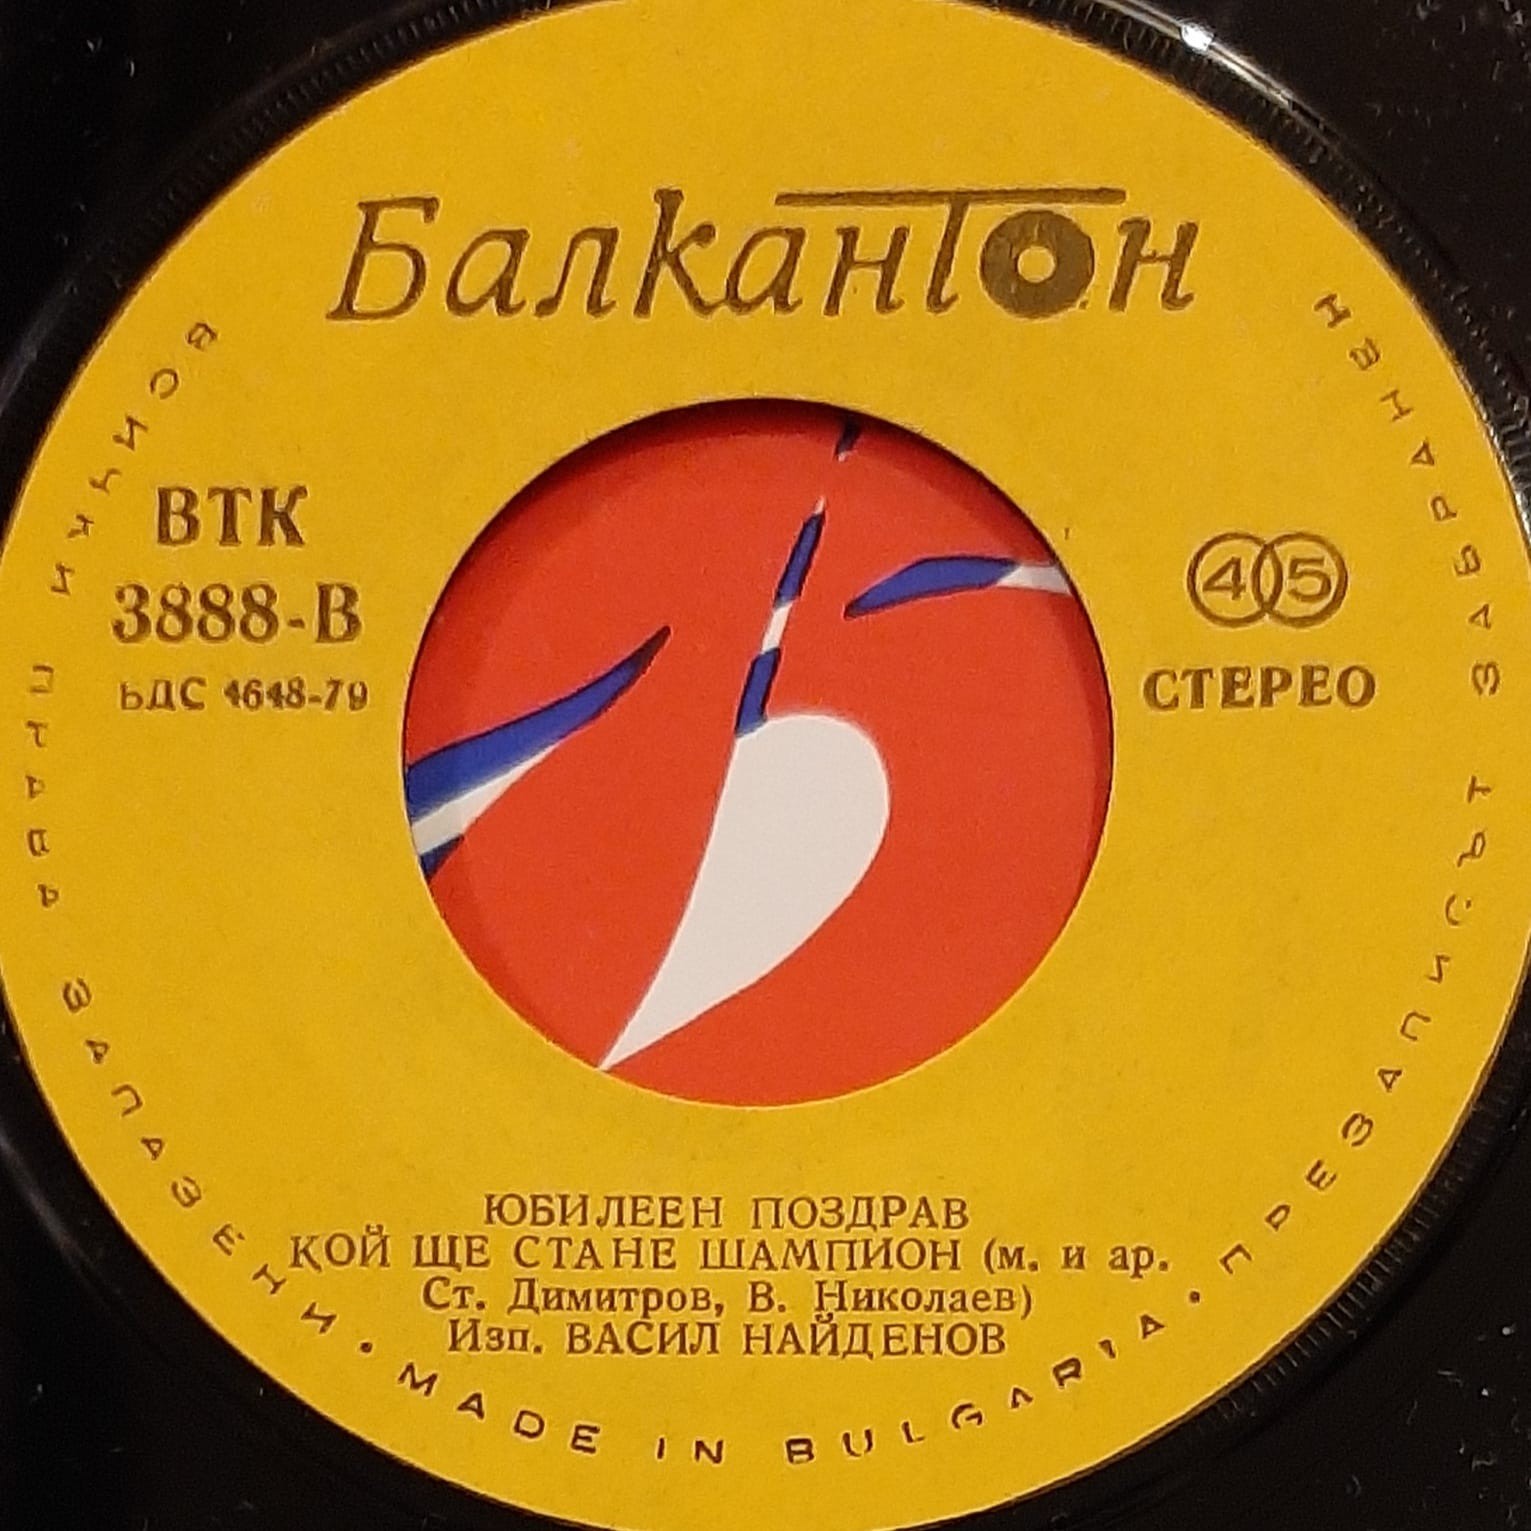 Балкантон
ВТК
3888-В
БДС 4648-79
45
СТЕРЕО
ЮБИЛЕЕН ПОЗДРАВ
КОЙ ЩЕ СТАНЕ ШАМПИОН (м. и ар.
Ст. Димитров, В. Николаев)
Изп. ВАСИЛ НАЙДЕНОВ
ВСИЧКИ ПРАВА ЗАПАЗЕНИ • MADE IN BULGARIA • ПРЕЗАПИСЪТ ЗАБРАНЕН